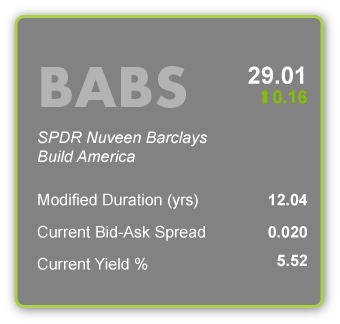 BABS
29.01
⬆0.16
SPDR Nuveen Barclays
Build America
Modified Duration (yrs) 12.04
Current Bid-Ask Spread 0.020
Current Yield % 5.52